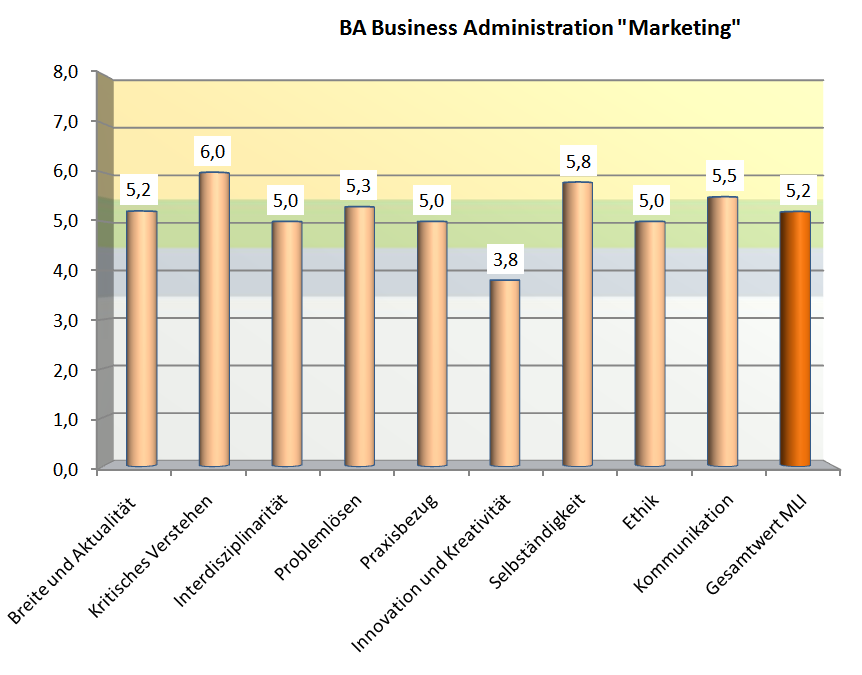 BA Business Administration "Marketing"
8,0
7,0
6,0
5,0
4,0
3,0
2,0
1,0
0,0
5,2
6,0
5,0
5,3
5,0
3,8
5,8
5,0
5,5
5,2
Breite und Aktualität
Kritisches Verstehen
Interdisziplinarität
Problemlösen
Praxisbezug
Innovation und Kreativität
Selbständigkeit
Ethik
Kommunikation
Gesamtwert MLI